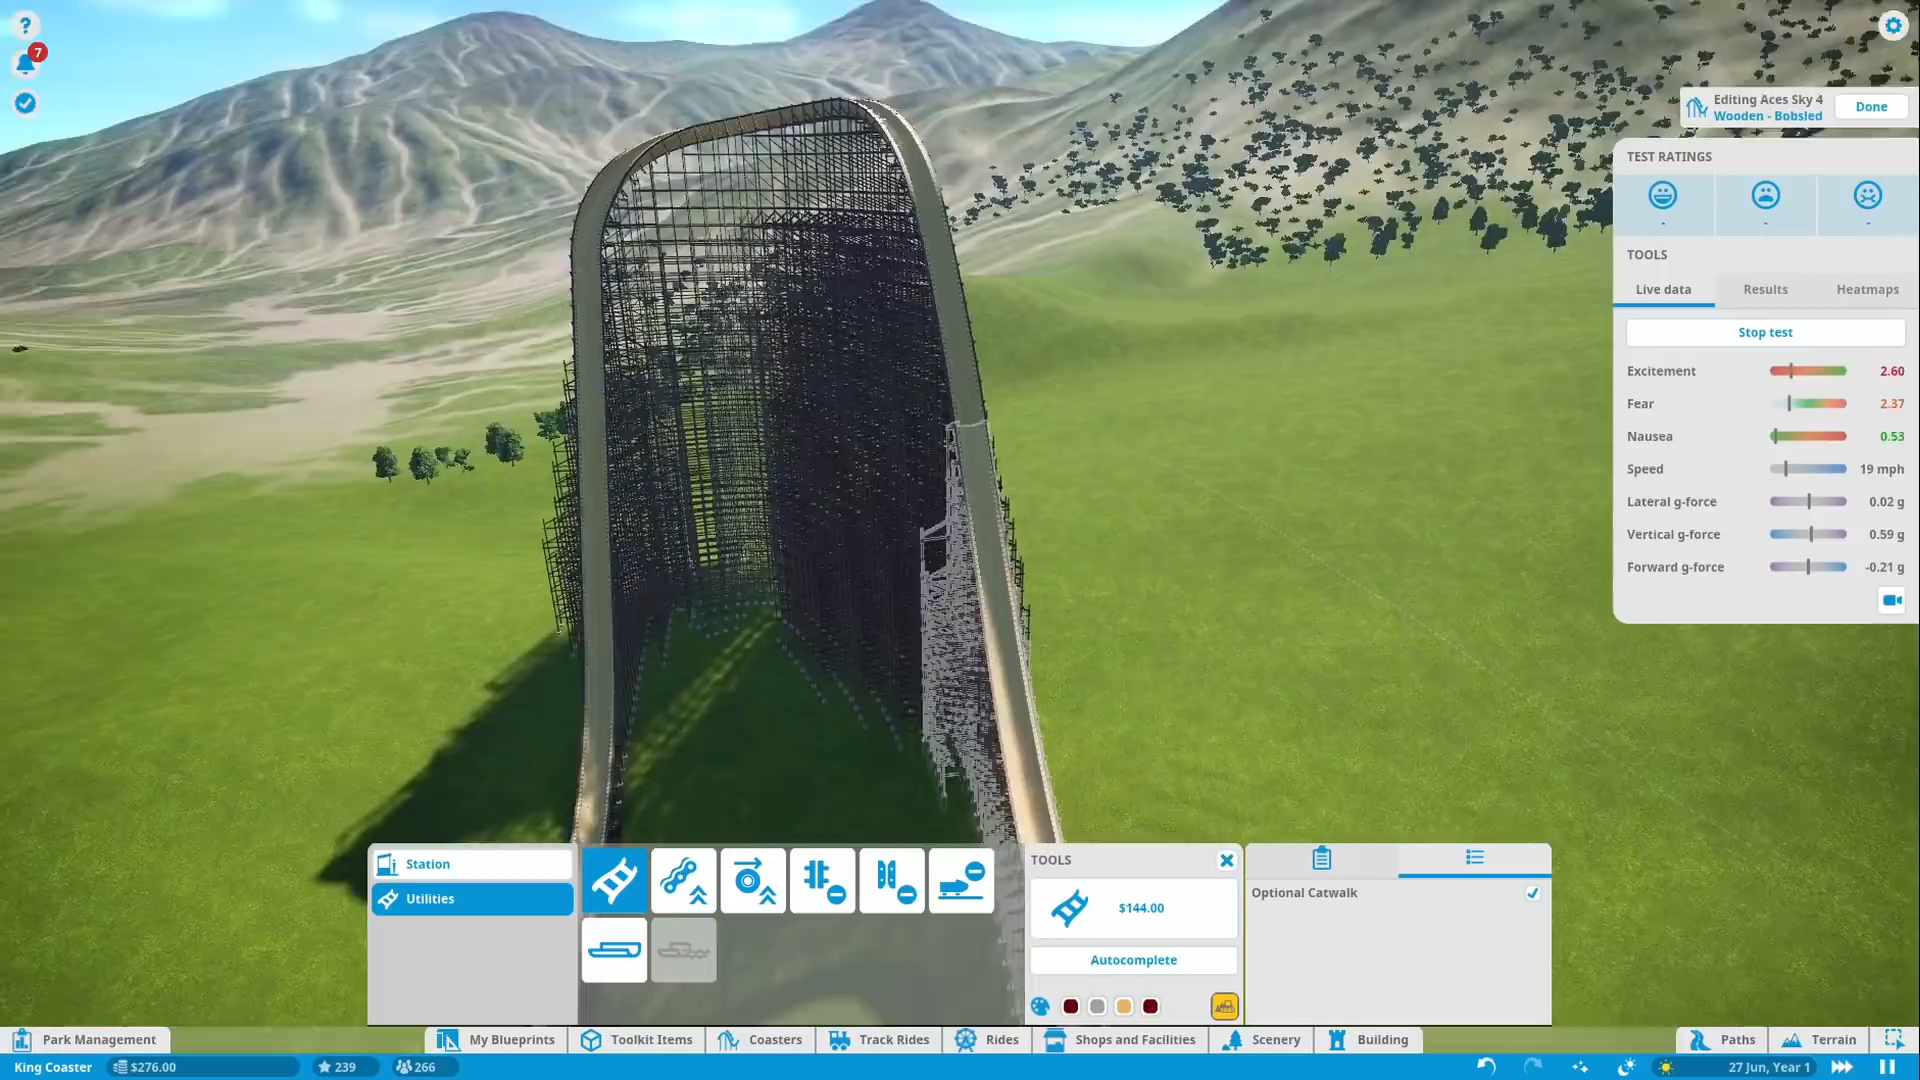 ?
7
Editing Aces Sky 4
Wooden - Bobsled
Done
TEST RATINGS
- - -
TOOLS
Live data Results Heatmaps
Stop test
Excitement 2.60
Fear 2.37
Nausea 0.53
Speed 19 mph
Lateral g-force 0.02 g
Vertical g-force 0.59 g
Forward g-force -0.21 g
Station
Utilities
TOOLS
$144.00
Autocomplete
Optional Catwalk
Park Management My Blueprints Toolkit Items Coasters Track Rides Rides Shops and Facilities Scenery Building Paths Terrain
King Coaster $276.00 239 266 27 Jun, Year 1